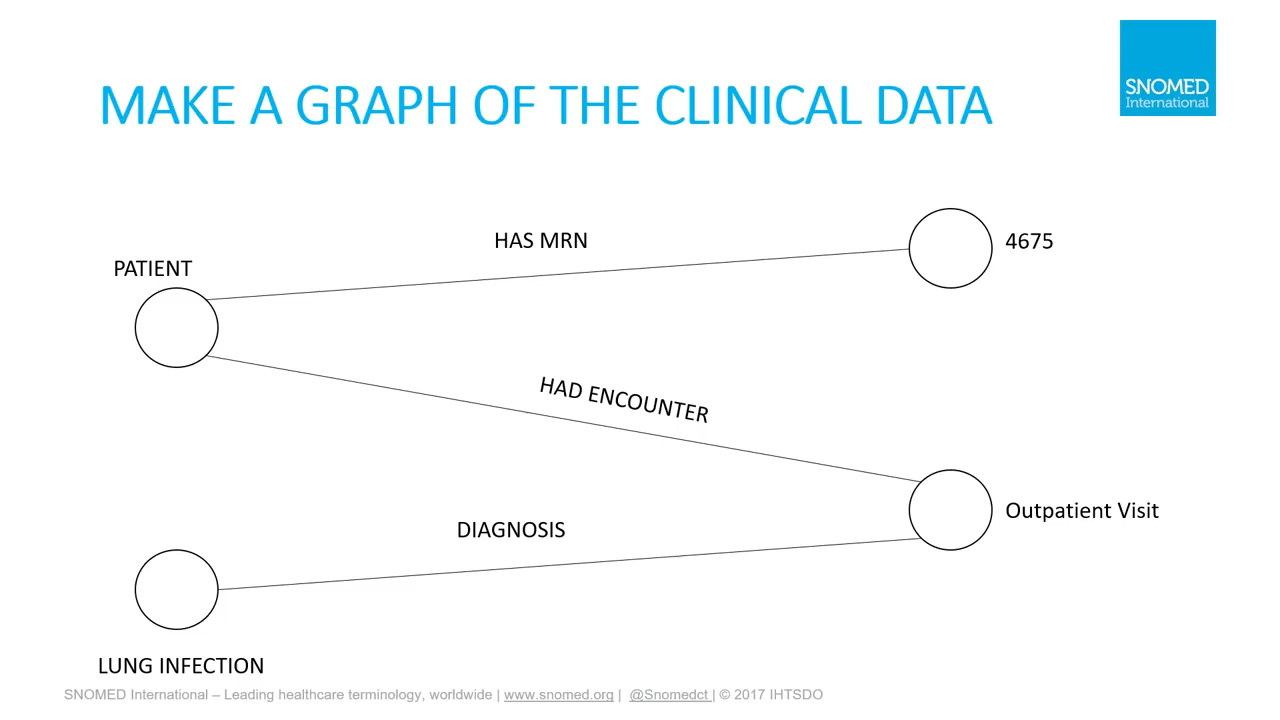 SNOMED
International
MAKE A GRAPH OF THE CLINICAL DATA
HAS MRN
4675
PATIENT
HAD ENCOUNTER
Outpatient Visit
DIAGNOSIS
LUNG INFECTION
SNOMED International – Leading healthcare terminology, worldwide | www.snomed.org | @Snomedct | © 2017 IHTSDO